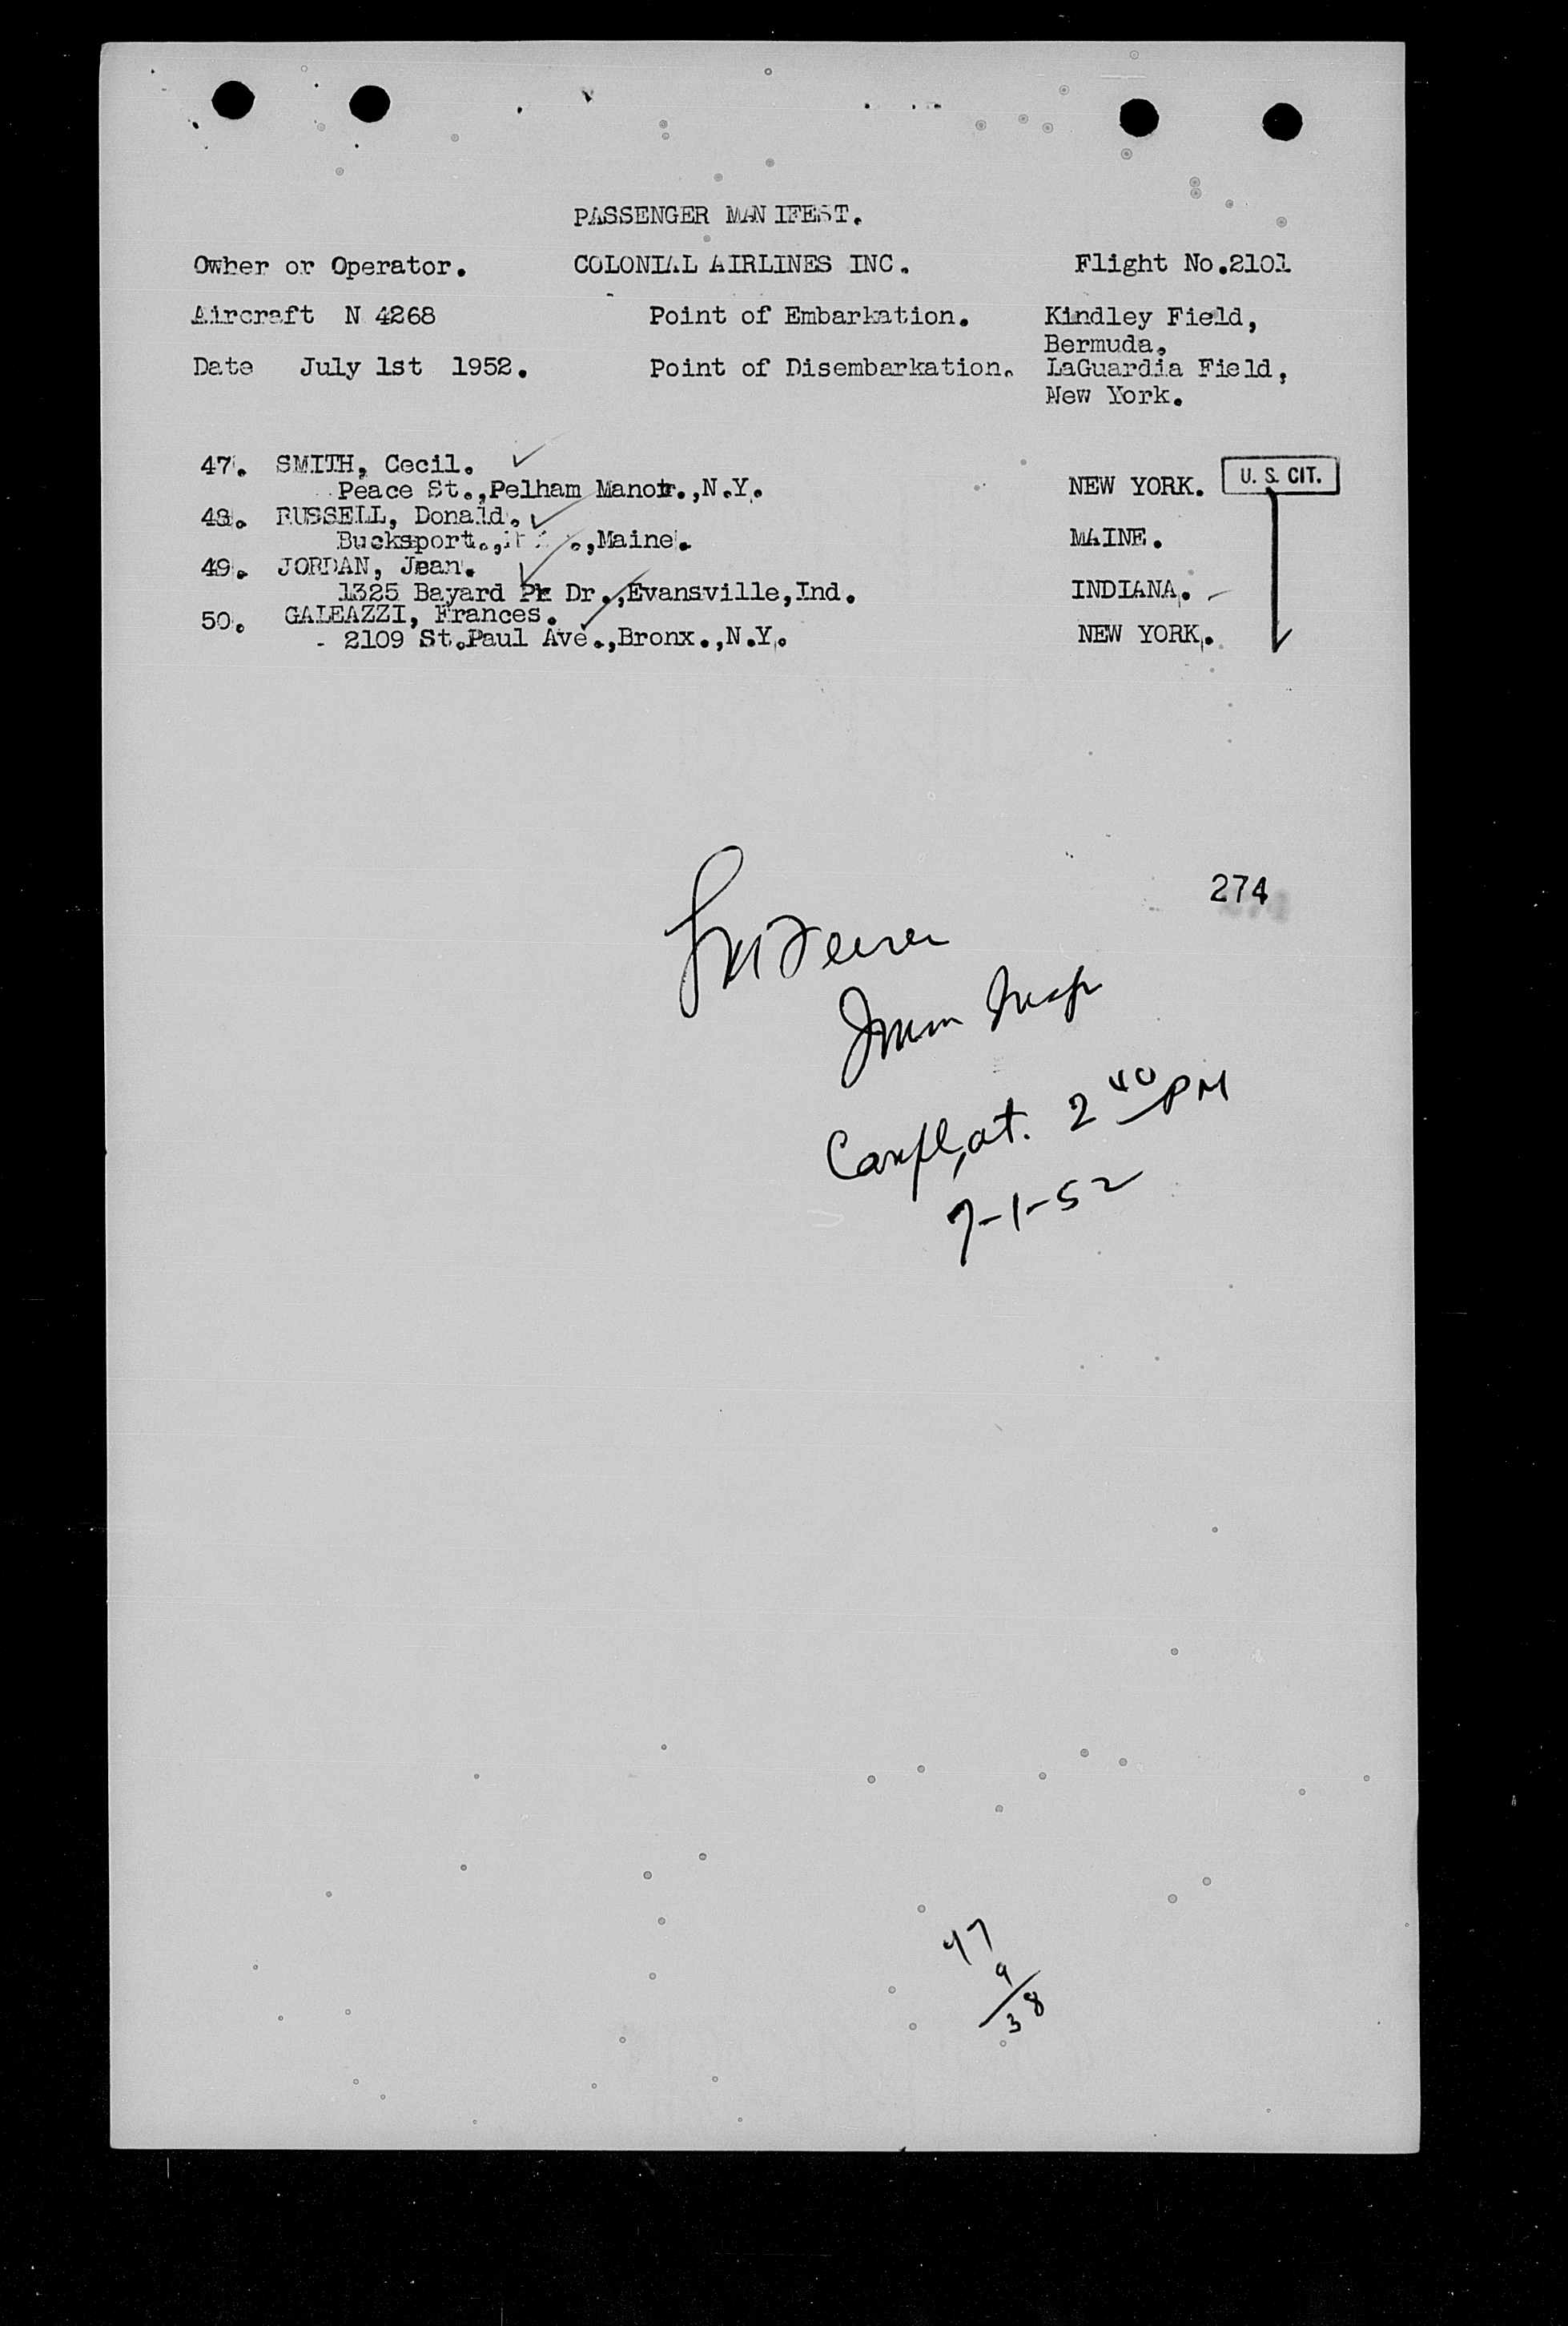 PASSENGER MANIFEST.
Owner or Operator. COLONIAL AIRLINES INC. Flight No.2101
Aircraft N 4268 Point of Embarkation. Kindley Field,
Bermuda.
Date July 1st 1952. Point of Disembarkation. LaGuardia Field,
New York.
47. SMITH, Cecil.
Peace St.,Pelham Manor.,N.Y. NEW YORK. U. S. CIT.
48. RUSSELL, Donald.
Bucksport.,Maine. MAINE.
49. JORDAN, Jean.
1325 Bayard Pk Dr.,Evansville,Ind. INDIANA.
50. GALEAZZI, Frances.
- 2109 St.Paul Ave.,Bronx.,N.Y. NEW YORK.
274
Imm Insp
Compl, at. 2 40 PM
7-1-52
47
9
38